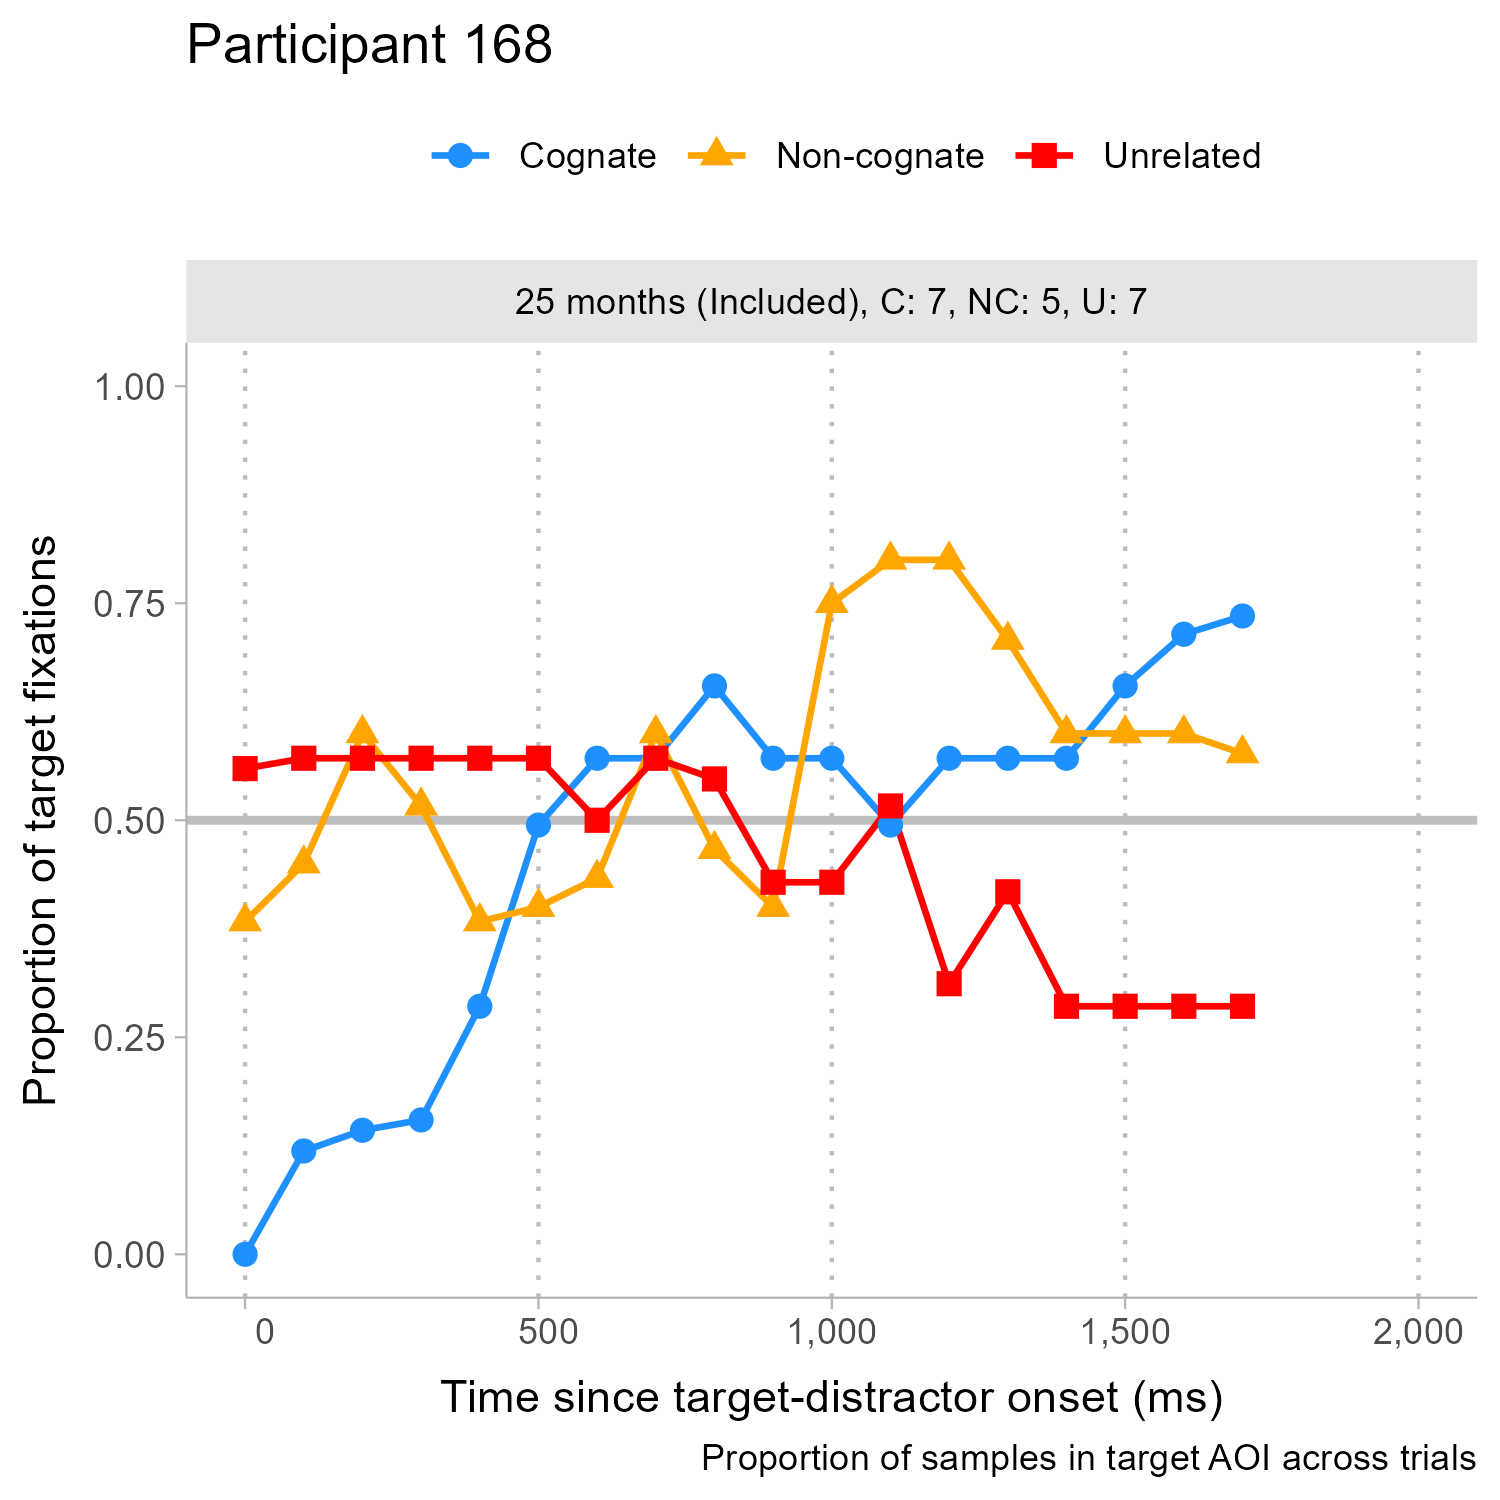 Participant 168
Cognate Non-cognate Unrelated
25 months (Included), C: 7, NC: 5, U: 7
1.00
0.75
0.50
0.25
0.00
Proportion of target fixations
0 500 1,000 1,500 2,000
Time since target-distractor onset (ms)
Proportion of samples in target AOI across trials